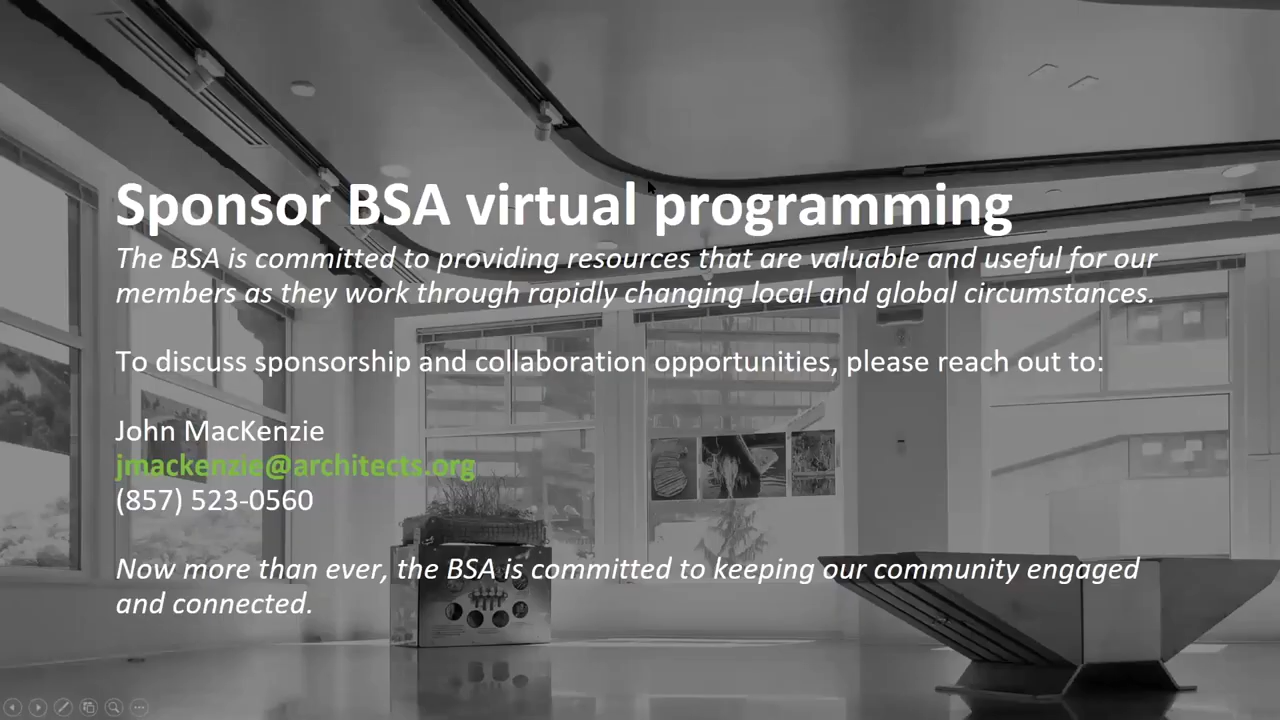 Sponsor BSA virtual programming
The BSA is committed to providing resources that are valuable and useful for our
members as they work through rapidly changing local and global circumstances.
To discuss sponsorship and collaboration opportunities, please reach out to:
John MacKenzie
jmackenzie@architects.org
(857) 523-0560
Now more than ever, the BSA is committed to keeping our community engaged
and connected.